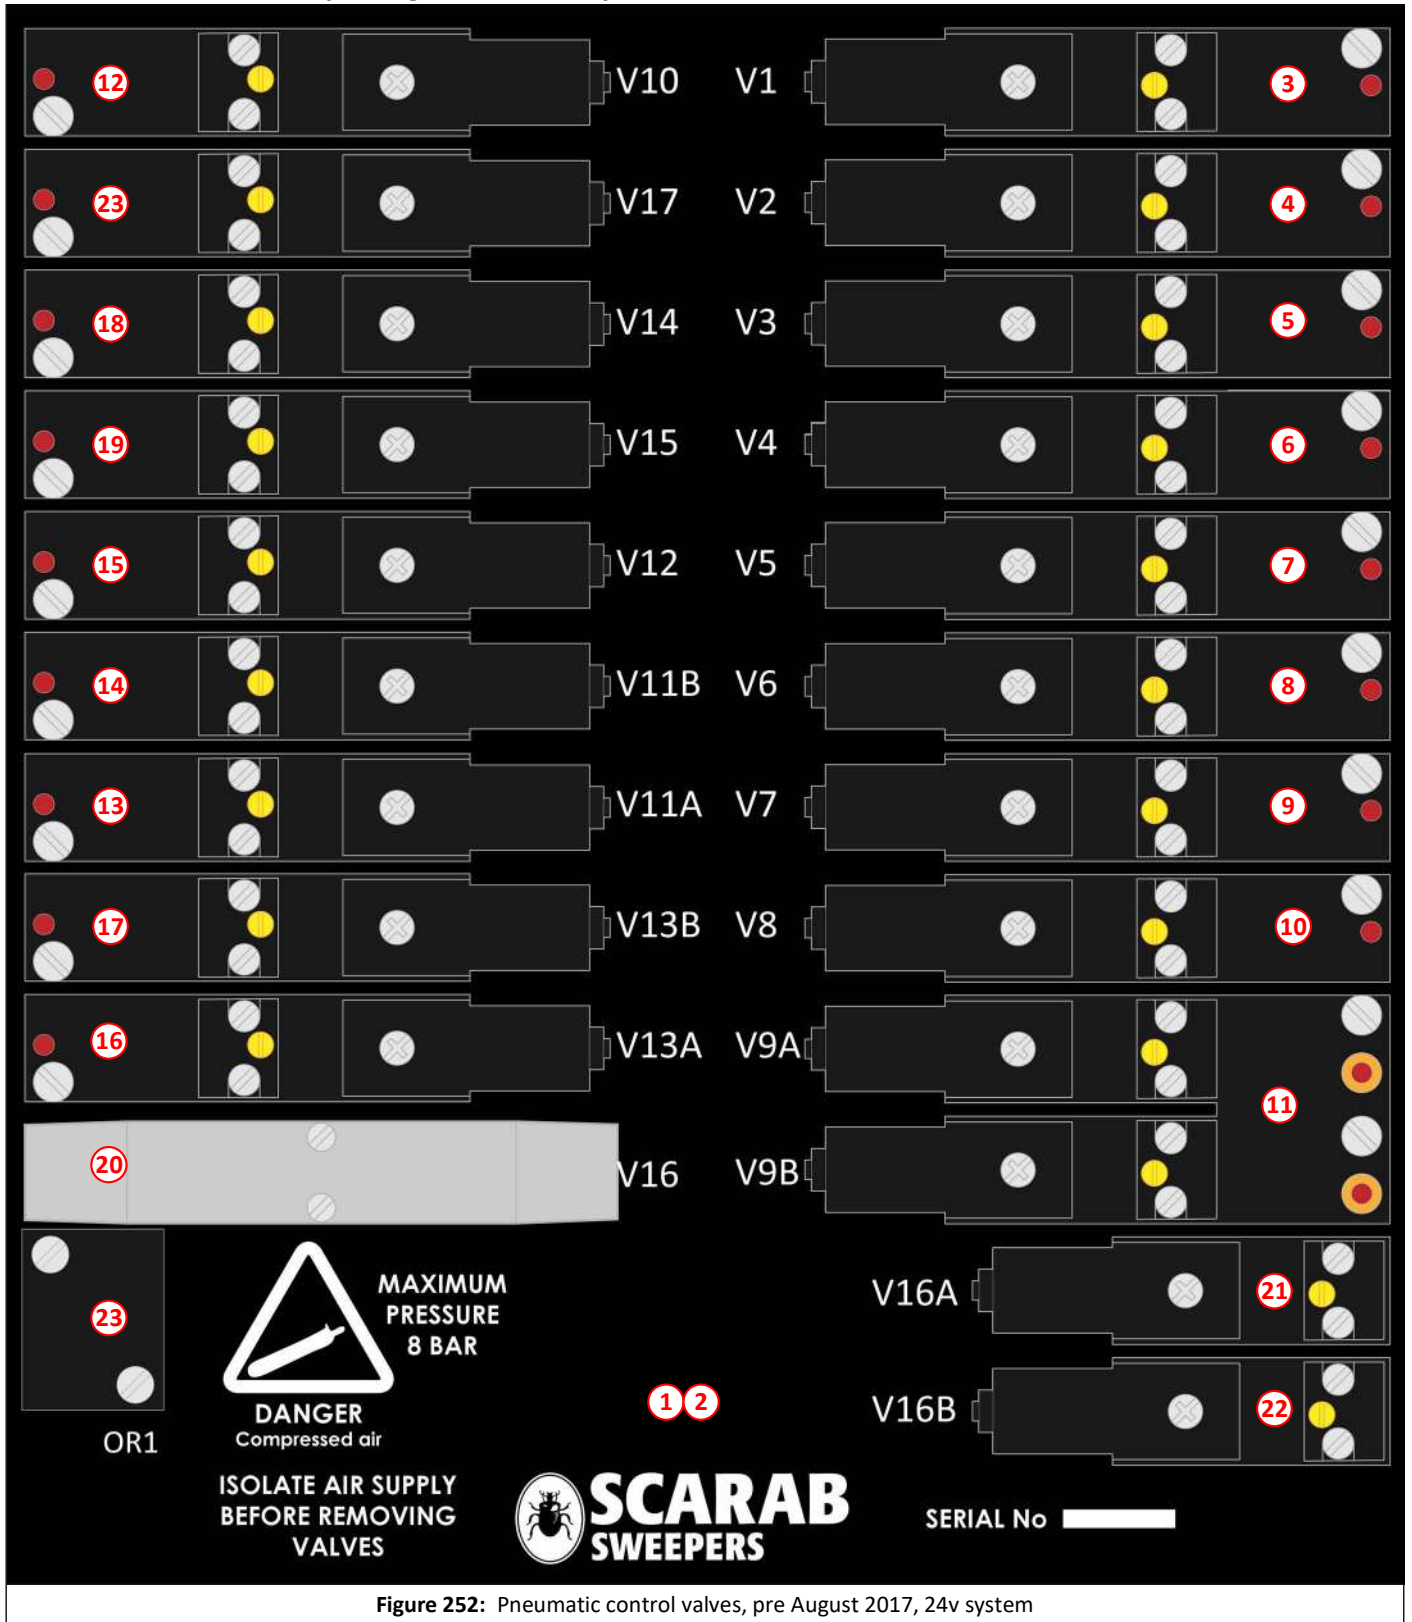 12 V10 V1 3
23 V17 V2 4
18 V14 V3 5
19 V15 V4 6
15 V12 V5 7
14 V11B V6 8
13 V11A V7 9
17 V13B V8 10
16 V13A V9A
11
20 V16 V9B
23
OR1
MAXIMUM
PRESSURE
8 BAR
DANGER
Compressed air
ISOLATE AIR SUPPLY
BEFORE REMOVING
VALVES
1 2
V16A 21
V16B 22
SCARAB
SWEEPERS
SERIAL No
Figure 252: Pneumatic control valves, pre August 2017, 24v system